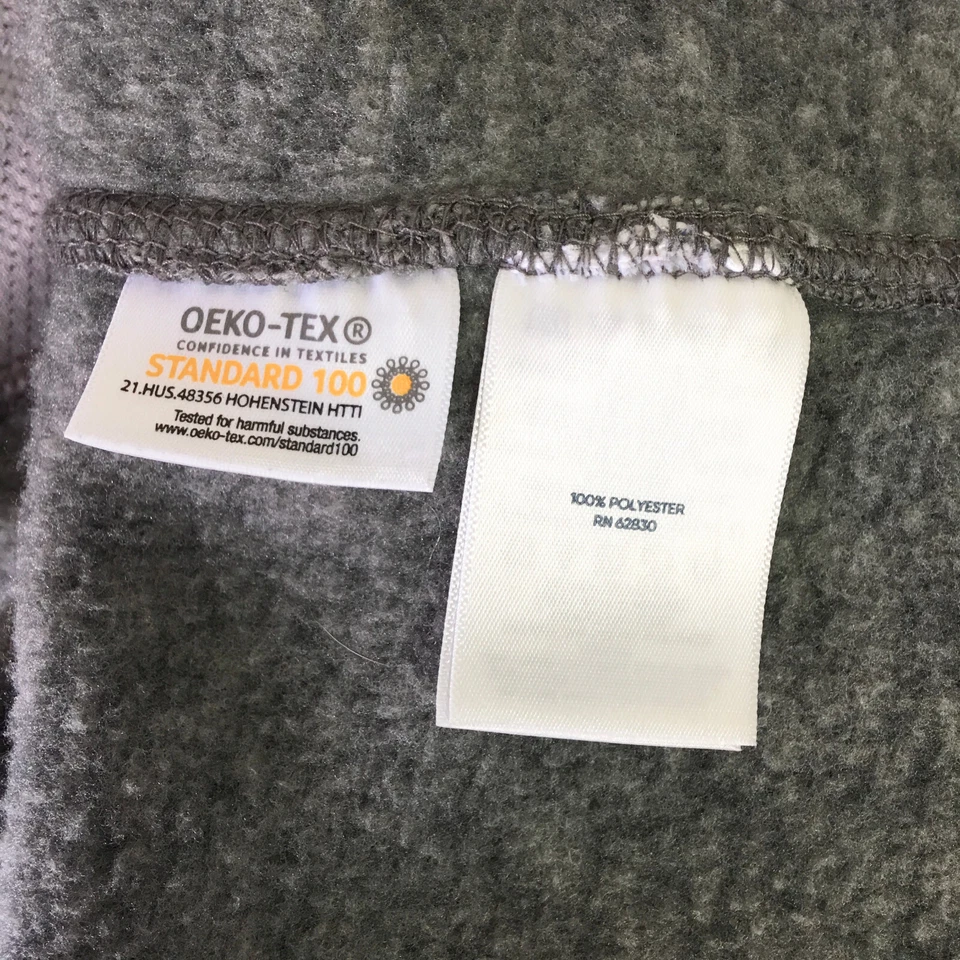 OEKO-TEX®
CONFIDENCE IN TEXTILES
STANDARD 100
21.HUS.48356 HOHENSTEIN HTTI
Tested for harmful substances.
www.oeko-tex.com/standard100
100% POLYESTER
RN 62830